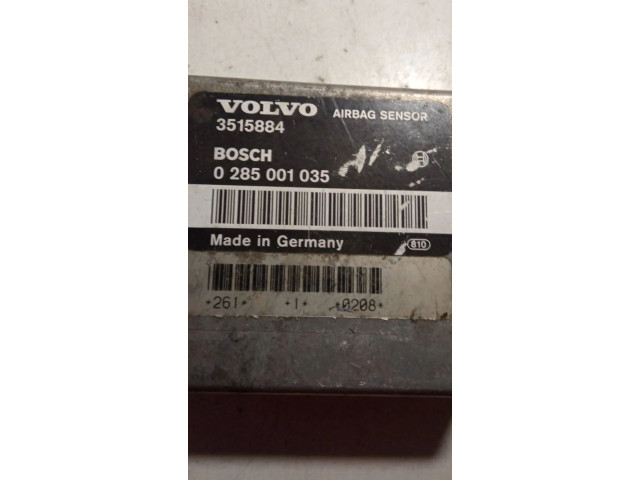 VOLVO AIRBAG SENSOR
3515884
BOSCH
0 285 001 035
Made in Germany 810
*261* *1* *0208*